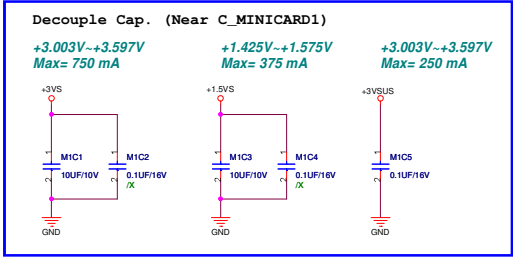 Decouple Cap. (Near C_MINICARD1)
+3.003V~+3.597V +1.425V~+1.575V +3.003V~+3.597V
Max= 750 mA Max= 375 mA Max= 250 mA
+3VS +1.5VS +3VSUS
1 1 1 1 1
M1C1 M1C2 M1C3 M1C4 M1C5
10UF/10V 0.1UF/16V 10UF/10V 0.1UF/16V 0.1UF/16V
2 2 2 2 2
/X /X
GND GND GND